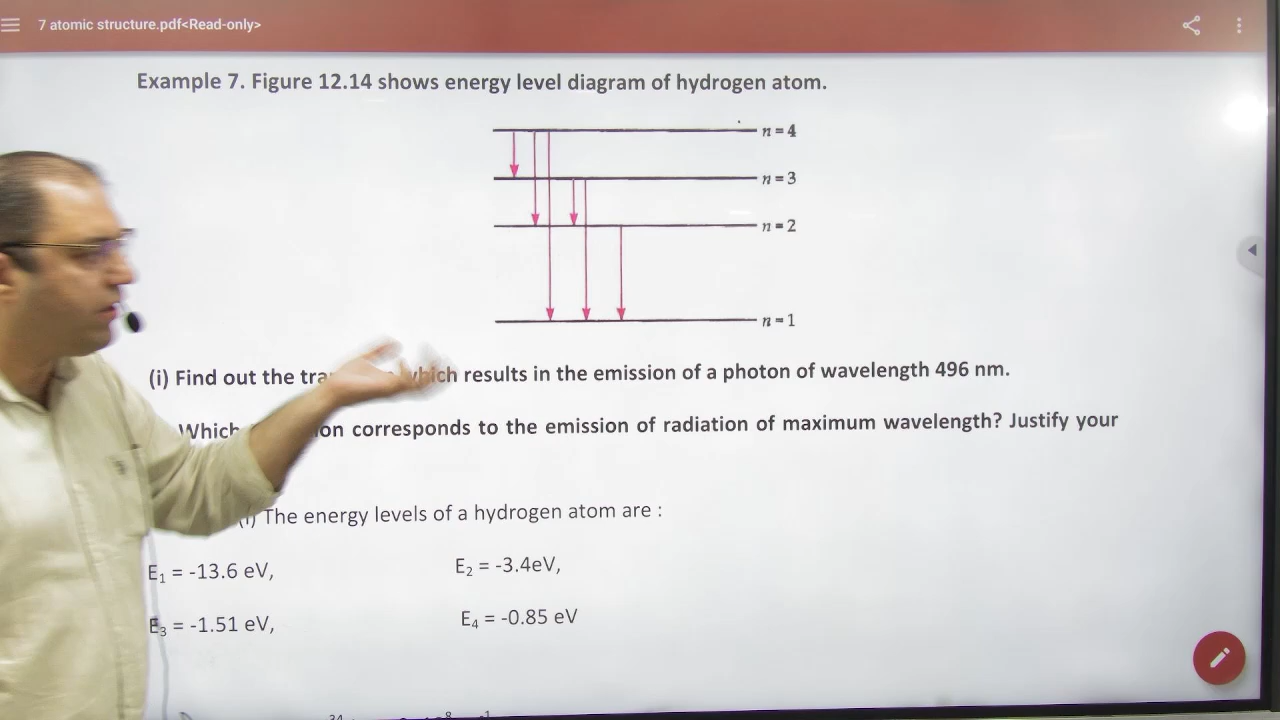 7 atomic structure.pdf<Read-only>
Example 7. Figure 12.14 shows energy level diagram of hydrogen atom.
n = 4
n = 3
n = 2
n = 1
(i) Find out the which results in the emission of a photon of wavelength 496 nm.
Which corresponds to the emission of radiation of maximum wavelength? Justify your
The energy levels of a hydrogen atom are :
E₁ = -13.6 eV, E₂ = -3.4eV,
E₃ = -1.51 eV, E₄ = -0.85 eV